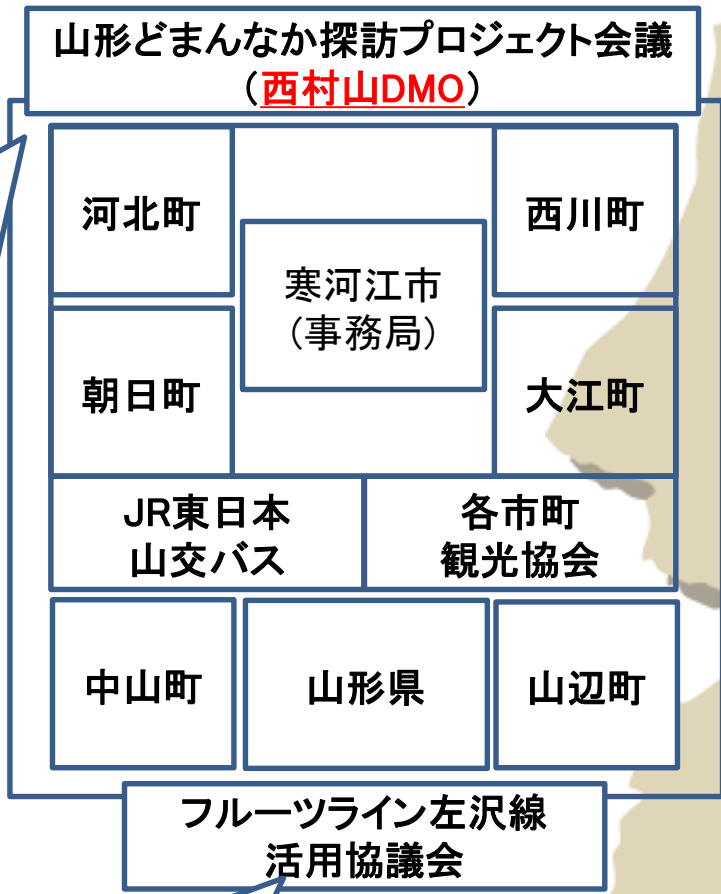 山形どまんなか探訪プロジェクト会議
（西村山DMO）
河北町
西川町
寒河江市
（事務局）
朝日町
大江町
JR東日本
山交バス
各市町
観光協会
中山町
山形県
山辺町
フルーツライン左沢線
活用協議会